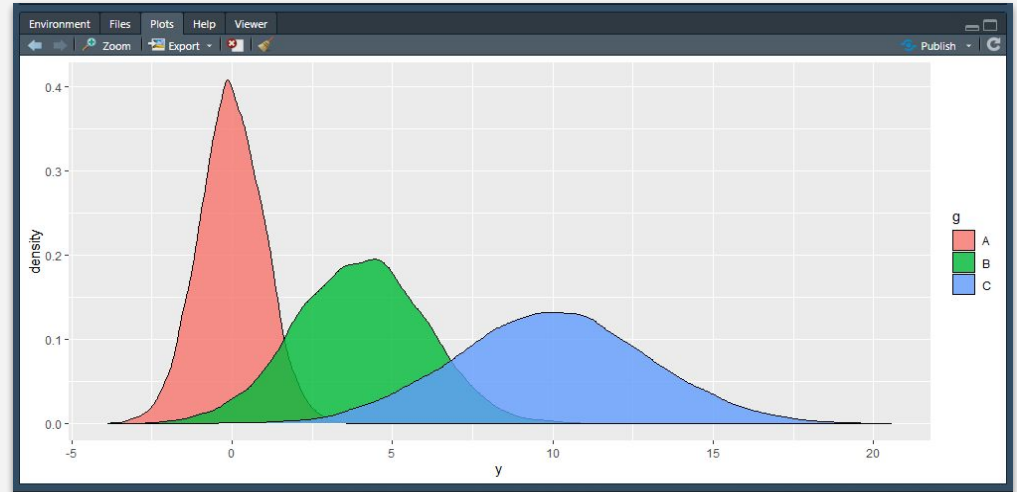 Environment Files Plots Help Viewer
Zoom Export Publish
0.4
0.3
0.2
0.1
0.0
density
-5 0 5 10 15 20
y
g
A
B
C